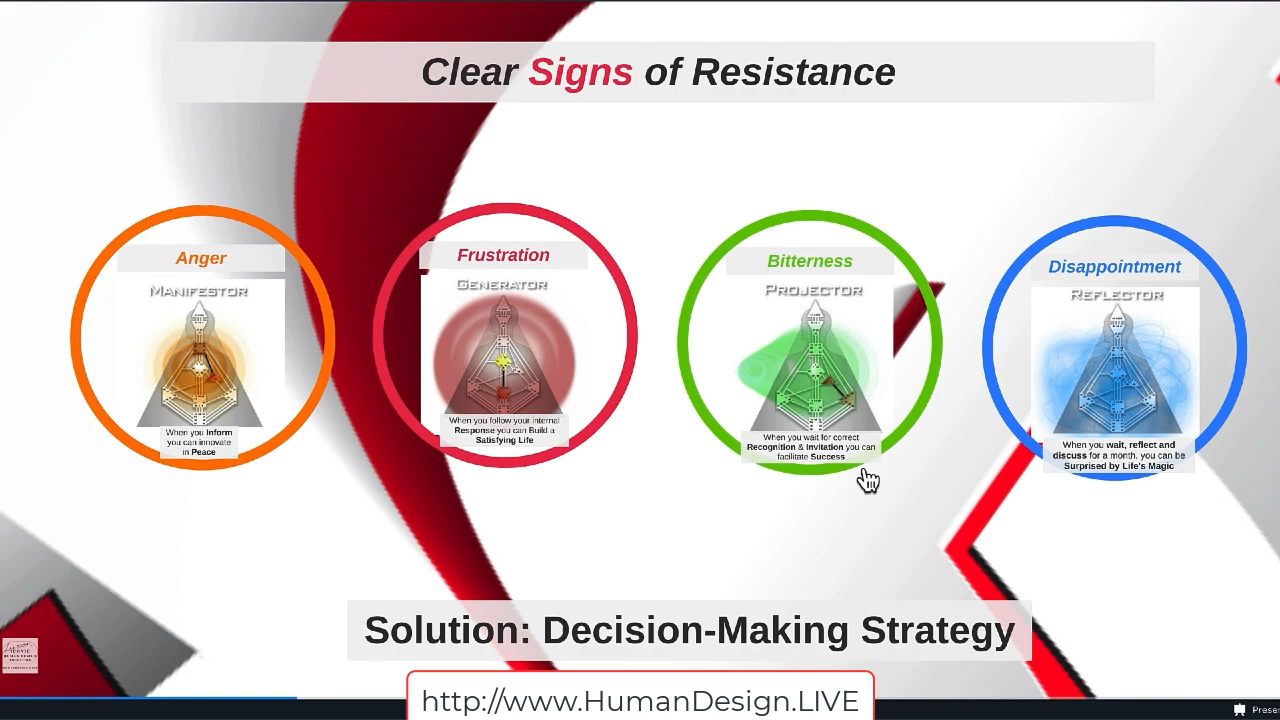 Clear Signs of Resistance
Anger
MANIFESTOR
When you Inform
you can innovate
in Peace
Frustration
GENERATOR
When you follow your internal
Response you can Build a
Satisfying Life
Bitterness
PROJECTOR
When you wait for correct
Recognition & Invitation you can
facilitate Success
Disappointment
REFLECTOR
When you wait, reflect and
discuss for a month, you can be
Surprised by Life's Magic
Solution: Decision-Making Strategy
http://www.HumanDesign.LIVE
Presen